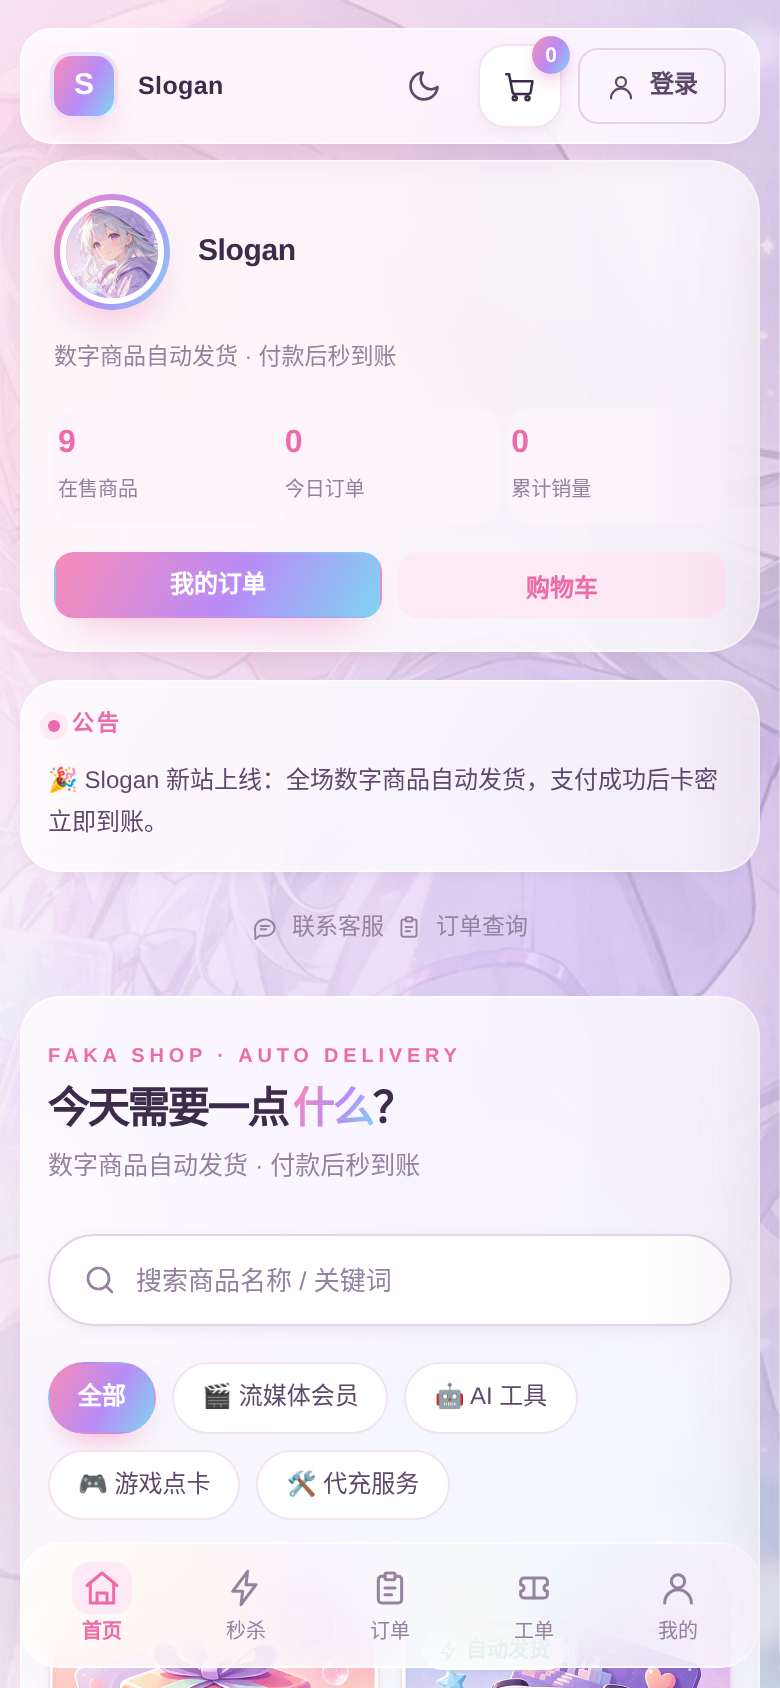 S
Slogan
0
登录
Slogan
数字商品自动发货 · 付款后秒到账
9
0
0
在售商品
今日订单
累计销量
我的订单
购物车
公告
🎉 Slogan 新站上线：全场数字商品自动发货，支付成功后卡密
立即到账。
联系客服
订单查询
FAKA SHOP · AUTO DELIVERY
今天需要一点什么？
数字商品自动发货 · 付款后秒到账
搜索商品名称 / 关键词
全部
🎬 流媒体会员
🤖 AI 工具
🎮 游戏点卡
🛠️ 代充服务
自动发货
首页
秒杀
订单
工单
我的